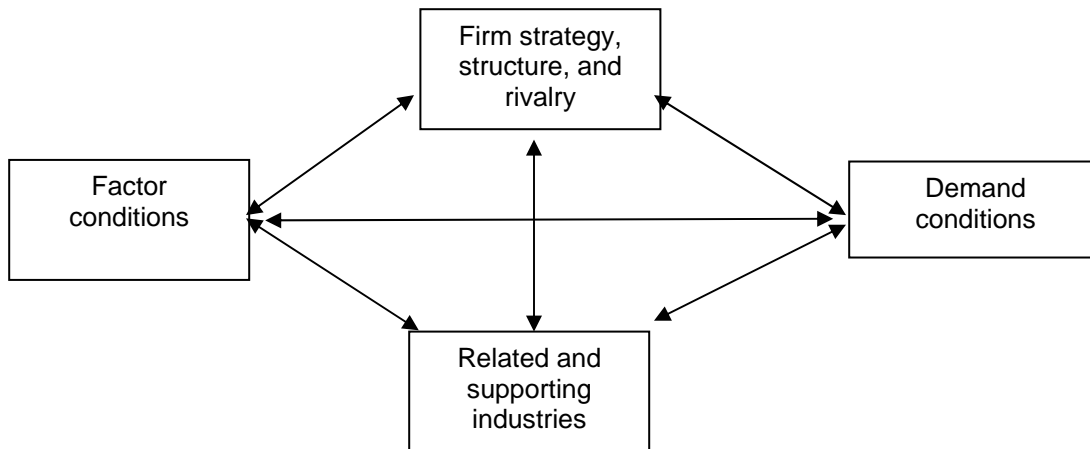 Firm strategy,
structure, and
rivalry
Factor
conditions
Demand
conditions
Related and
supporting
industries